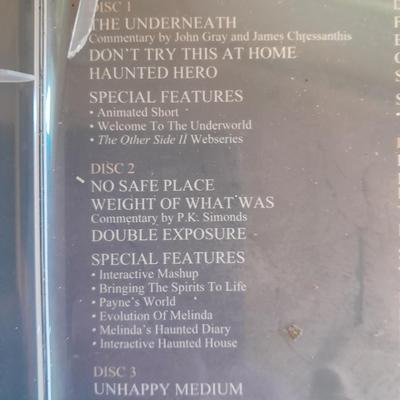 DISC 1
THE UNDERNEATH
Commentary by John Gray and James Chressanthis
DON'T TRY THIS AT HOME
HAUNTED HERO
SPECIAL FEATURES
• Animated Short
• Welcome To The Underworld
• The Other Side II Webseries
DISC 2
NO SAFE PLACE
WEIGHT OF WHAT WAS
Commentary by P.K. Simonds
DOUBLE EXPOSURE
SPECIAL FEATURES
• Interactive Mashup
• Bringing The Spirits To Life
• Payne's World
• Evolution Of Melinda
• Melinda's Haunted Diary
• Interactive Haunted House
DISC 3
UNHAPPY MEDIUM